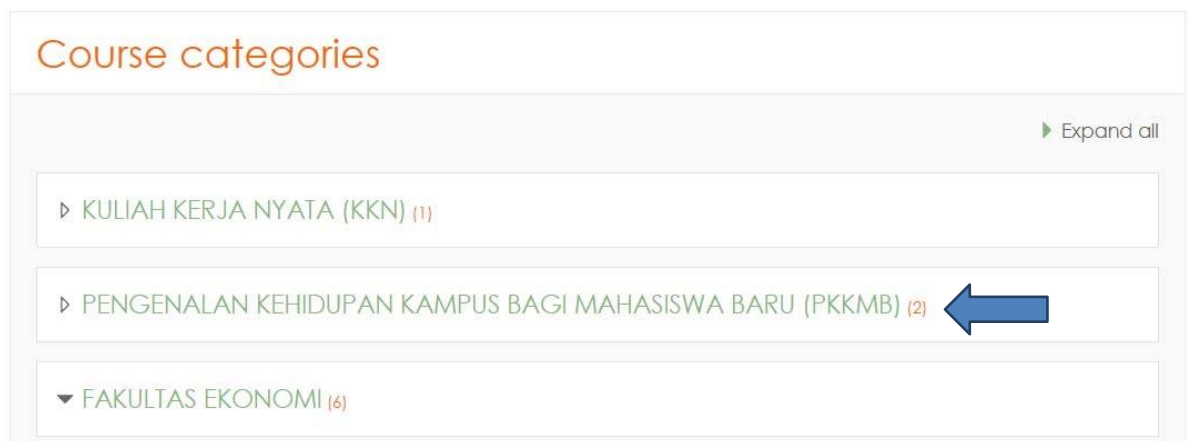 Course categories
Expand all
KULIAH KERJA NYATA (KKN) (1)
PENGENALAN KEHIDUPAN KAMPUS BAGI MAHASISWA BARU (PKKMB) (2)
FAKULTAS EKONOMI (6)